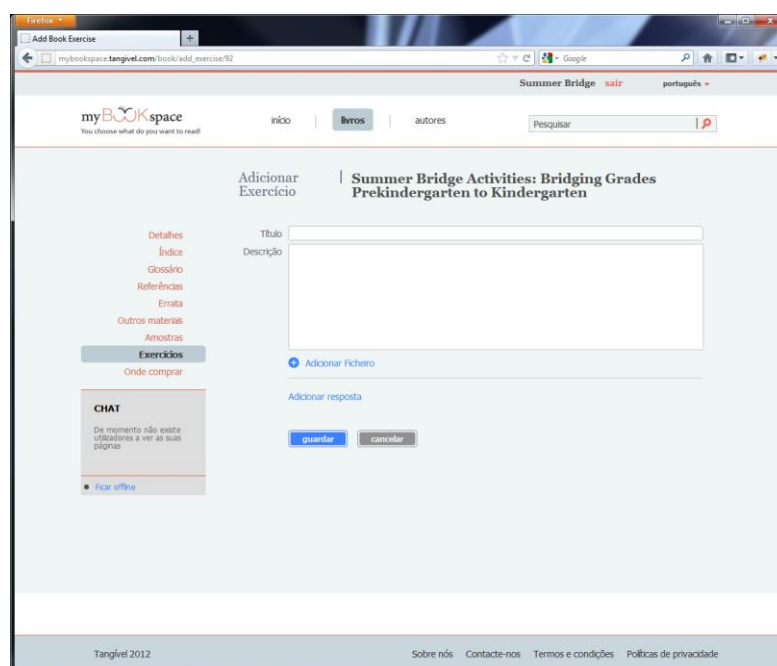 Firefox
Add Book Exercise
mybookspace.tangivel.com/book/add_exercise/92
Google
Summer Bridge sair português
myBOOKspace
You choose what do you want to read!
início livros autores
Pesquisar
Adicionar Exercício
Summer Bridge Activities: Bridging Grades
Prekindergarten to Kindergarten
Detalhes
Índice
Glossário
Referências
Errata
Outros materiais
Amostras
Exercícios
Onde comprar
Título
Descrição
Adicionar Ficheiro
Adicionar resposta
guardar cancelar
CHAT
De momento não existe
utilizadores a ver as suas
páginas
Ficar offline
Tangível 2012
Sobre nós Contacte-nos Termos e condições Políticas de privacidade